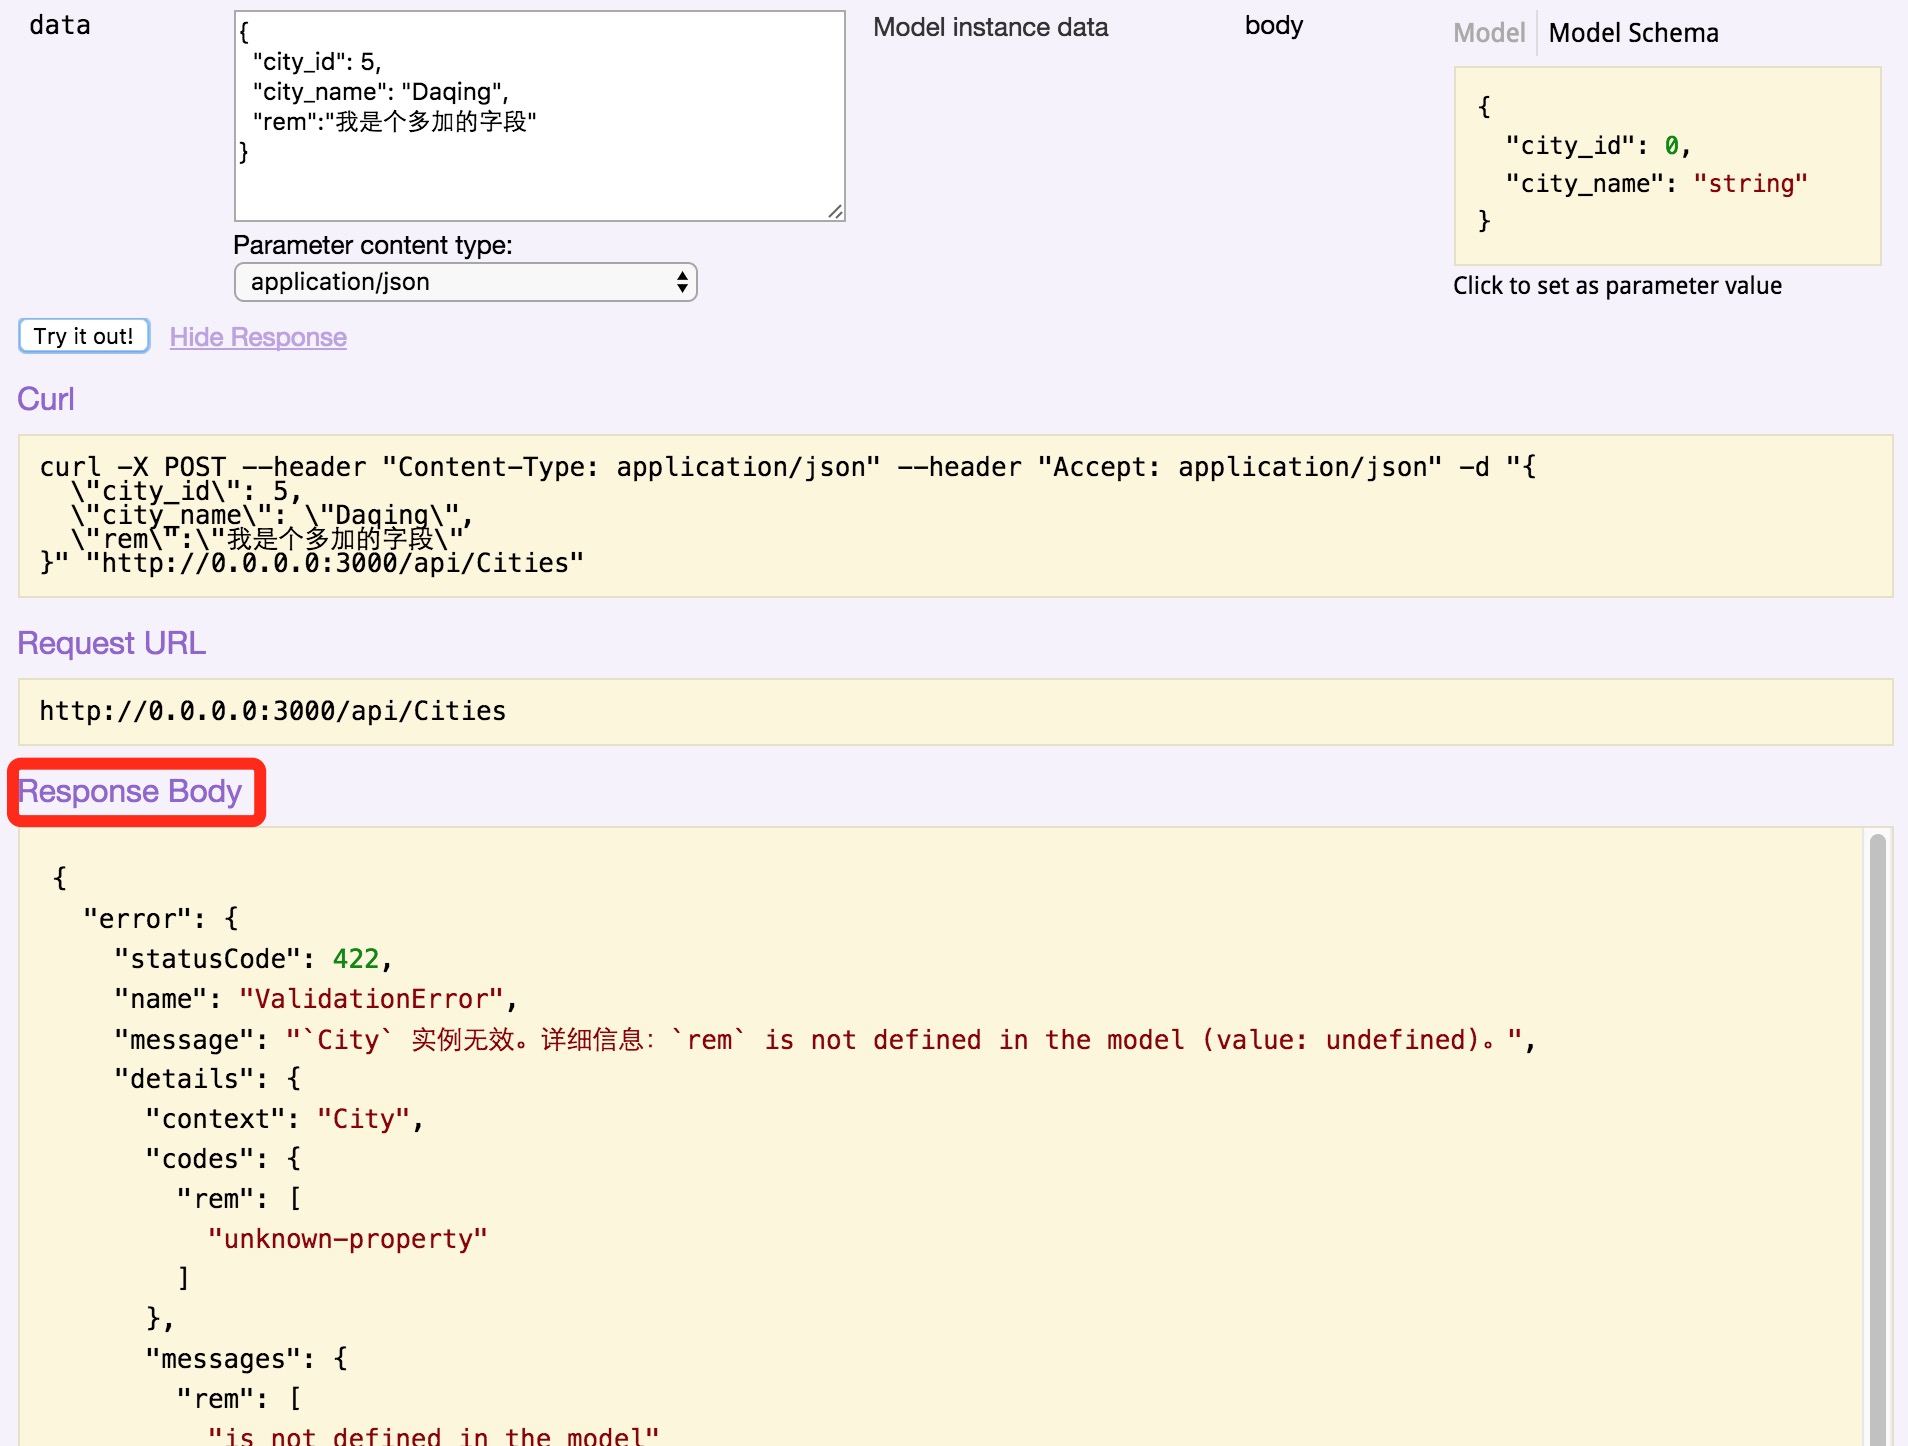 data
{
  "city_id": 5,
  "city_name": "Daqing",
  "rem":"我是个多加的字段"
}
Parameter content type:
application/json
Model instance data
body
Model
Model Schema
{
  "city_id": 0,
  "city_name": "string"
}
Click to set as parameter value
Try it out!
Hide Response
Curl
curl -X POST --header "Content-Type: application/json" --header "Accept: application/json" -d "{
  \"city_id\": 5,
  \"city_name\": \"Daqing\",
  \"rem\":\"我是个多加的字段\"
}" "http://0.0.0.0:3000/api/Cities"
Request URL
http://0.0.0.0:3000/api/Cities
Response Body
{
  "error": {
    "statusCode": 422,
    "name": "ValidationError",
    "message": "`City` 实例无效。详细信息：`rem` is not defined in the model (value: undefined)。",
    "details": {
      "context": "City",
      "codes": {
        "rem": [
          "unknown-property"
        ]
      },
      "messages": {
        "rem": [
          "is not defined in the model"